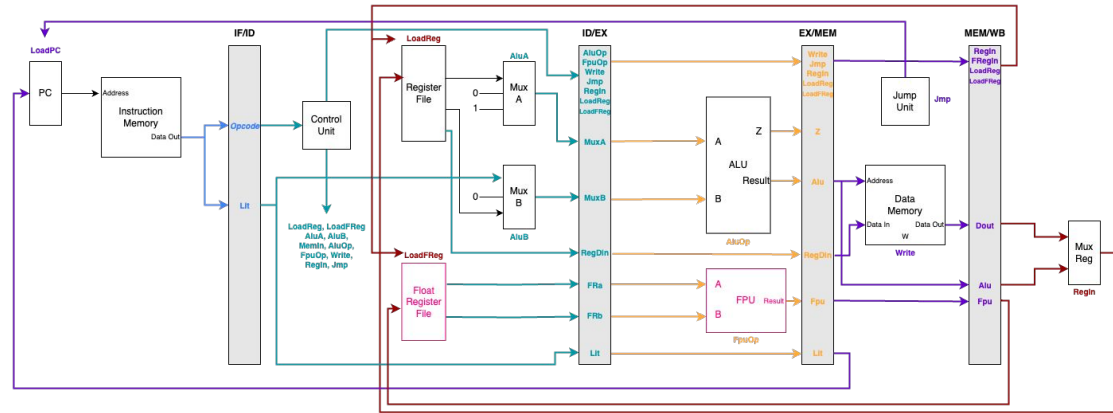 IF/ID
ID/EX
EX/MEM
MEM/WB
LoadPC
PC
Address
Instruction
Memory
Data Out
Opcode
Lit
Control
Unit
LoadReg, LoadFReg
AluA, AluB,
MemIn, AluOp,
FpuOp, Write,
RegIn, Jmp
LoadReg
Register
File
AluA
Mux
A
0
1
Mux
B
0
AluB
LoadFReg
Float
Register
File
AluOp
FpuOp
Write
Jmp
RegIn
LoadReg
LoadFReg
MuxA
MuxB
RegDin
FRa
FRb
Lit
A
B
Z
ALU
Result
AluOp
A
B
FPU
Result
FpuOp
Write
Jmp
RegIn
LoadReg
LoadFReg
Z
Alu
RegDin
Fpu
Lit
Jump
Unit
Jmp
Address
Data
Memory
Data In
Data Out
W
Write
RegIn
FRegIn
LoadReg
LoadFReg
Dout
Alu
Fpu
Mux
Reg
RegIn